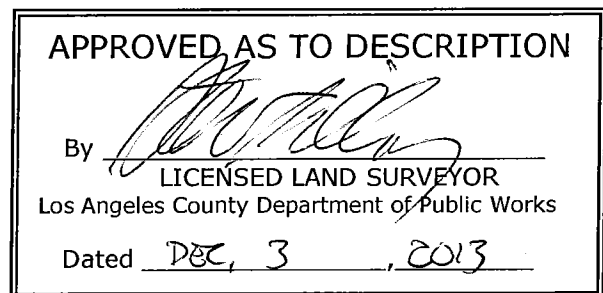 APPROVED AS TO DESCRIPTION
By
LICENSED LAND SURVEYOR
Los Angeles County Department of Public Works
Dated DEC, 3, 2013